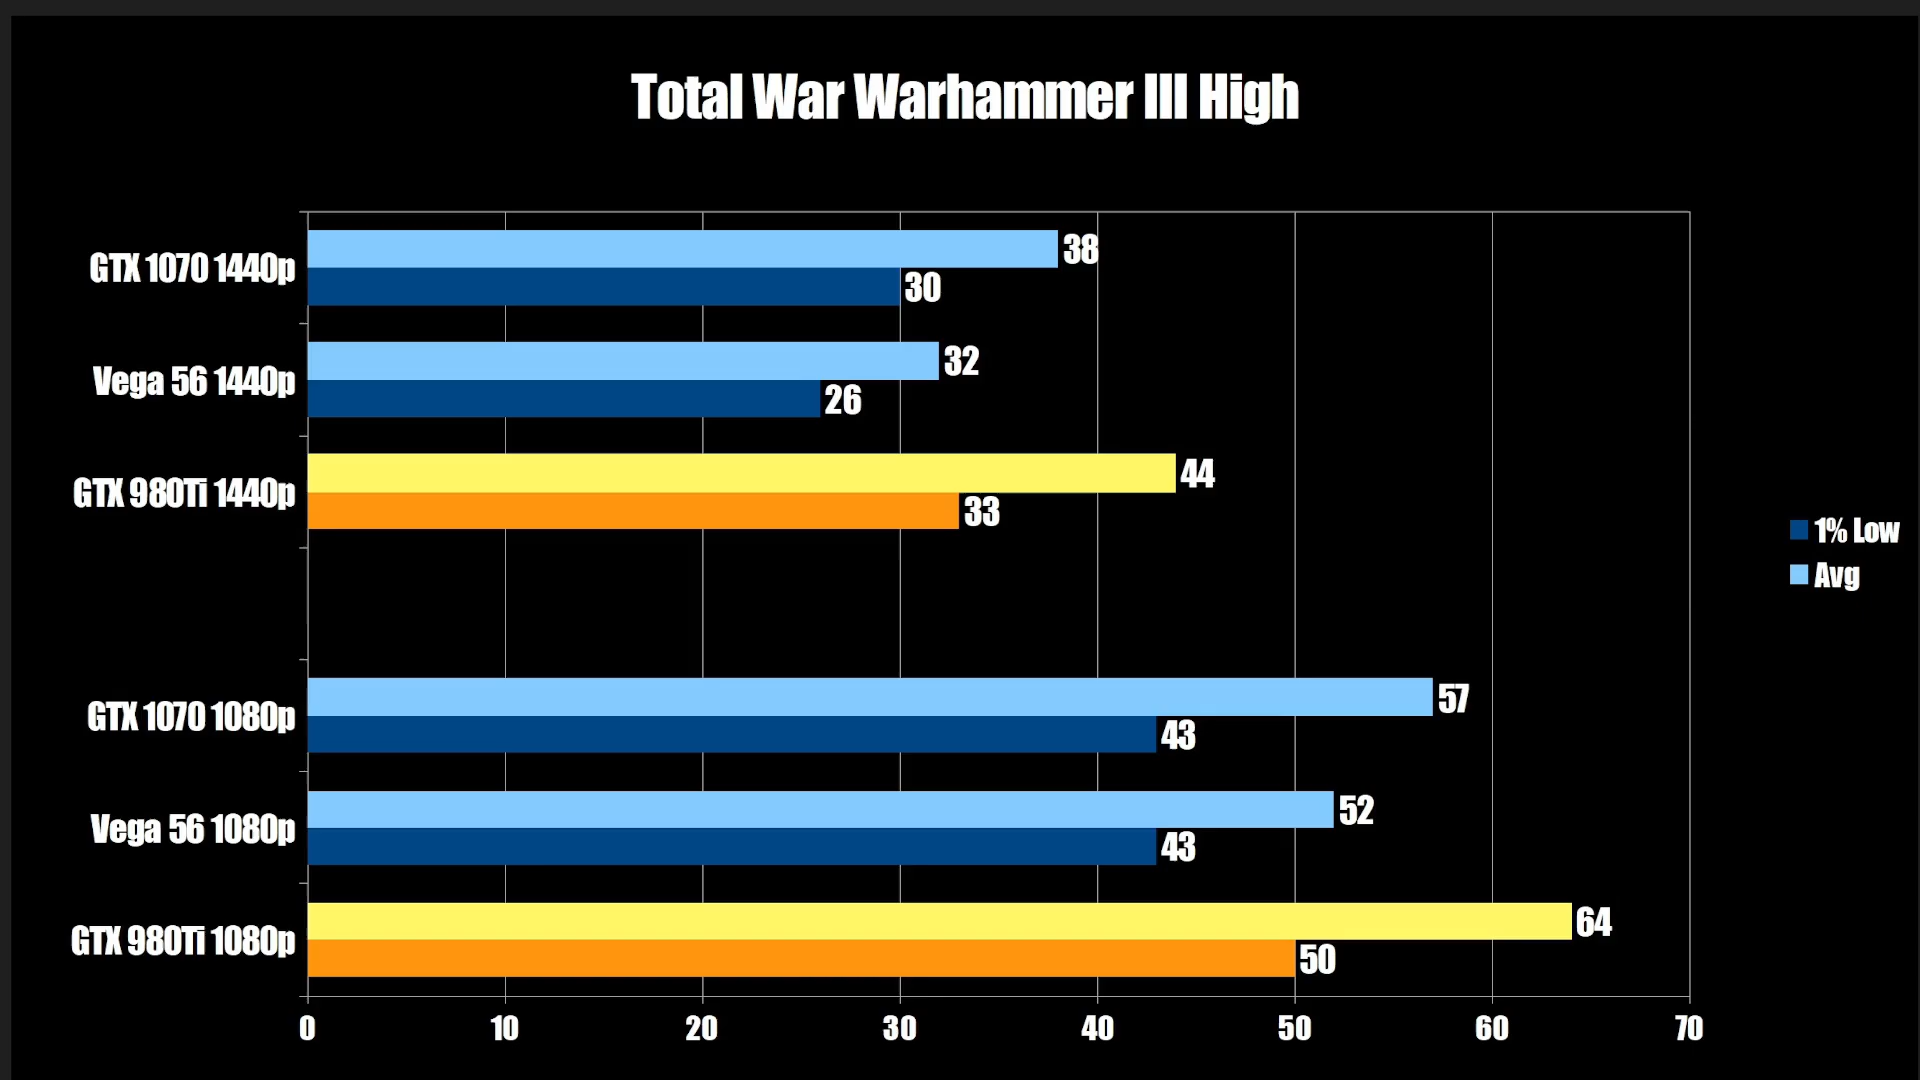 Total War Warhammer III High
GTX 1070 1440p
38
30
Vega 56 1440p
32
26
GTX 980Ti 1440p
44
33
1% Low
Avg
GTX 1070 1080p
57
43
Vega 56 1080p
52
43
GTX 980Ti 1080p
64
50
0 10 20 30 40 50 60 70